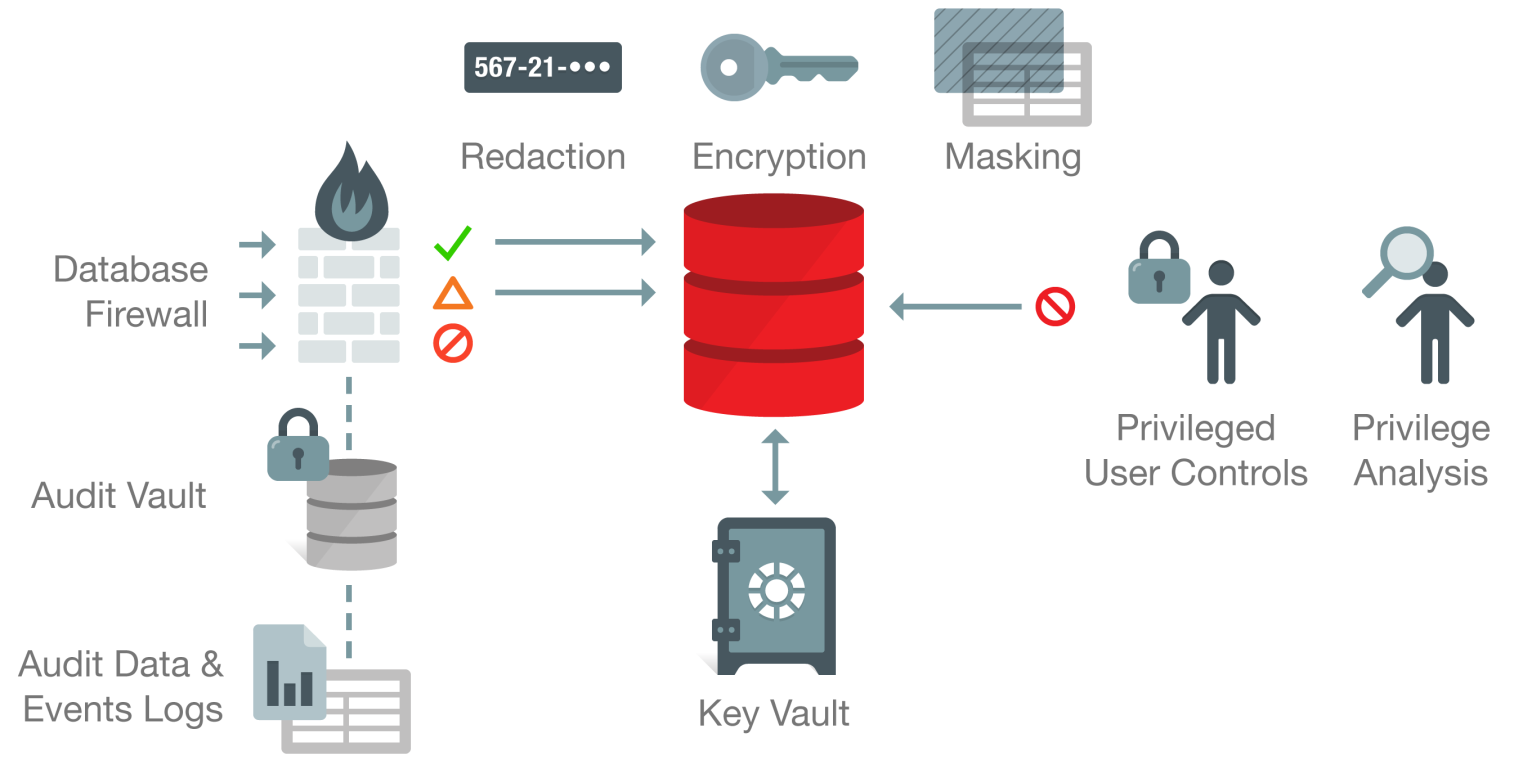 567-21-•••
Redaction
Encryption
Masking
Database
Firewall
Privileged
User Controls
Privilege
Analysis
Audit Vault
Audit Data &
Events Logs
Key Vault